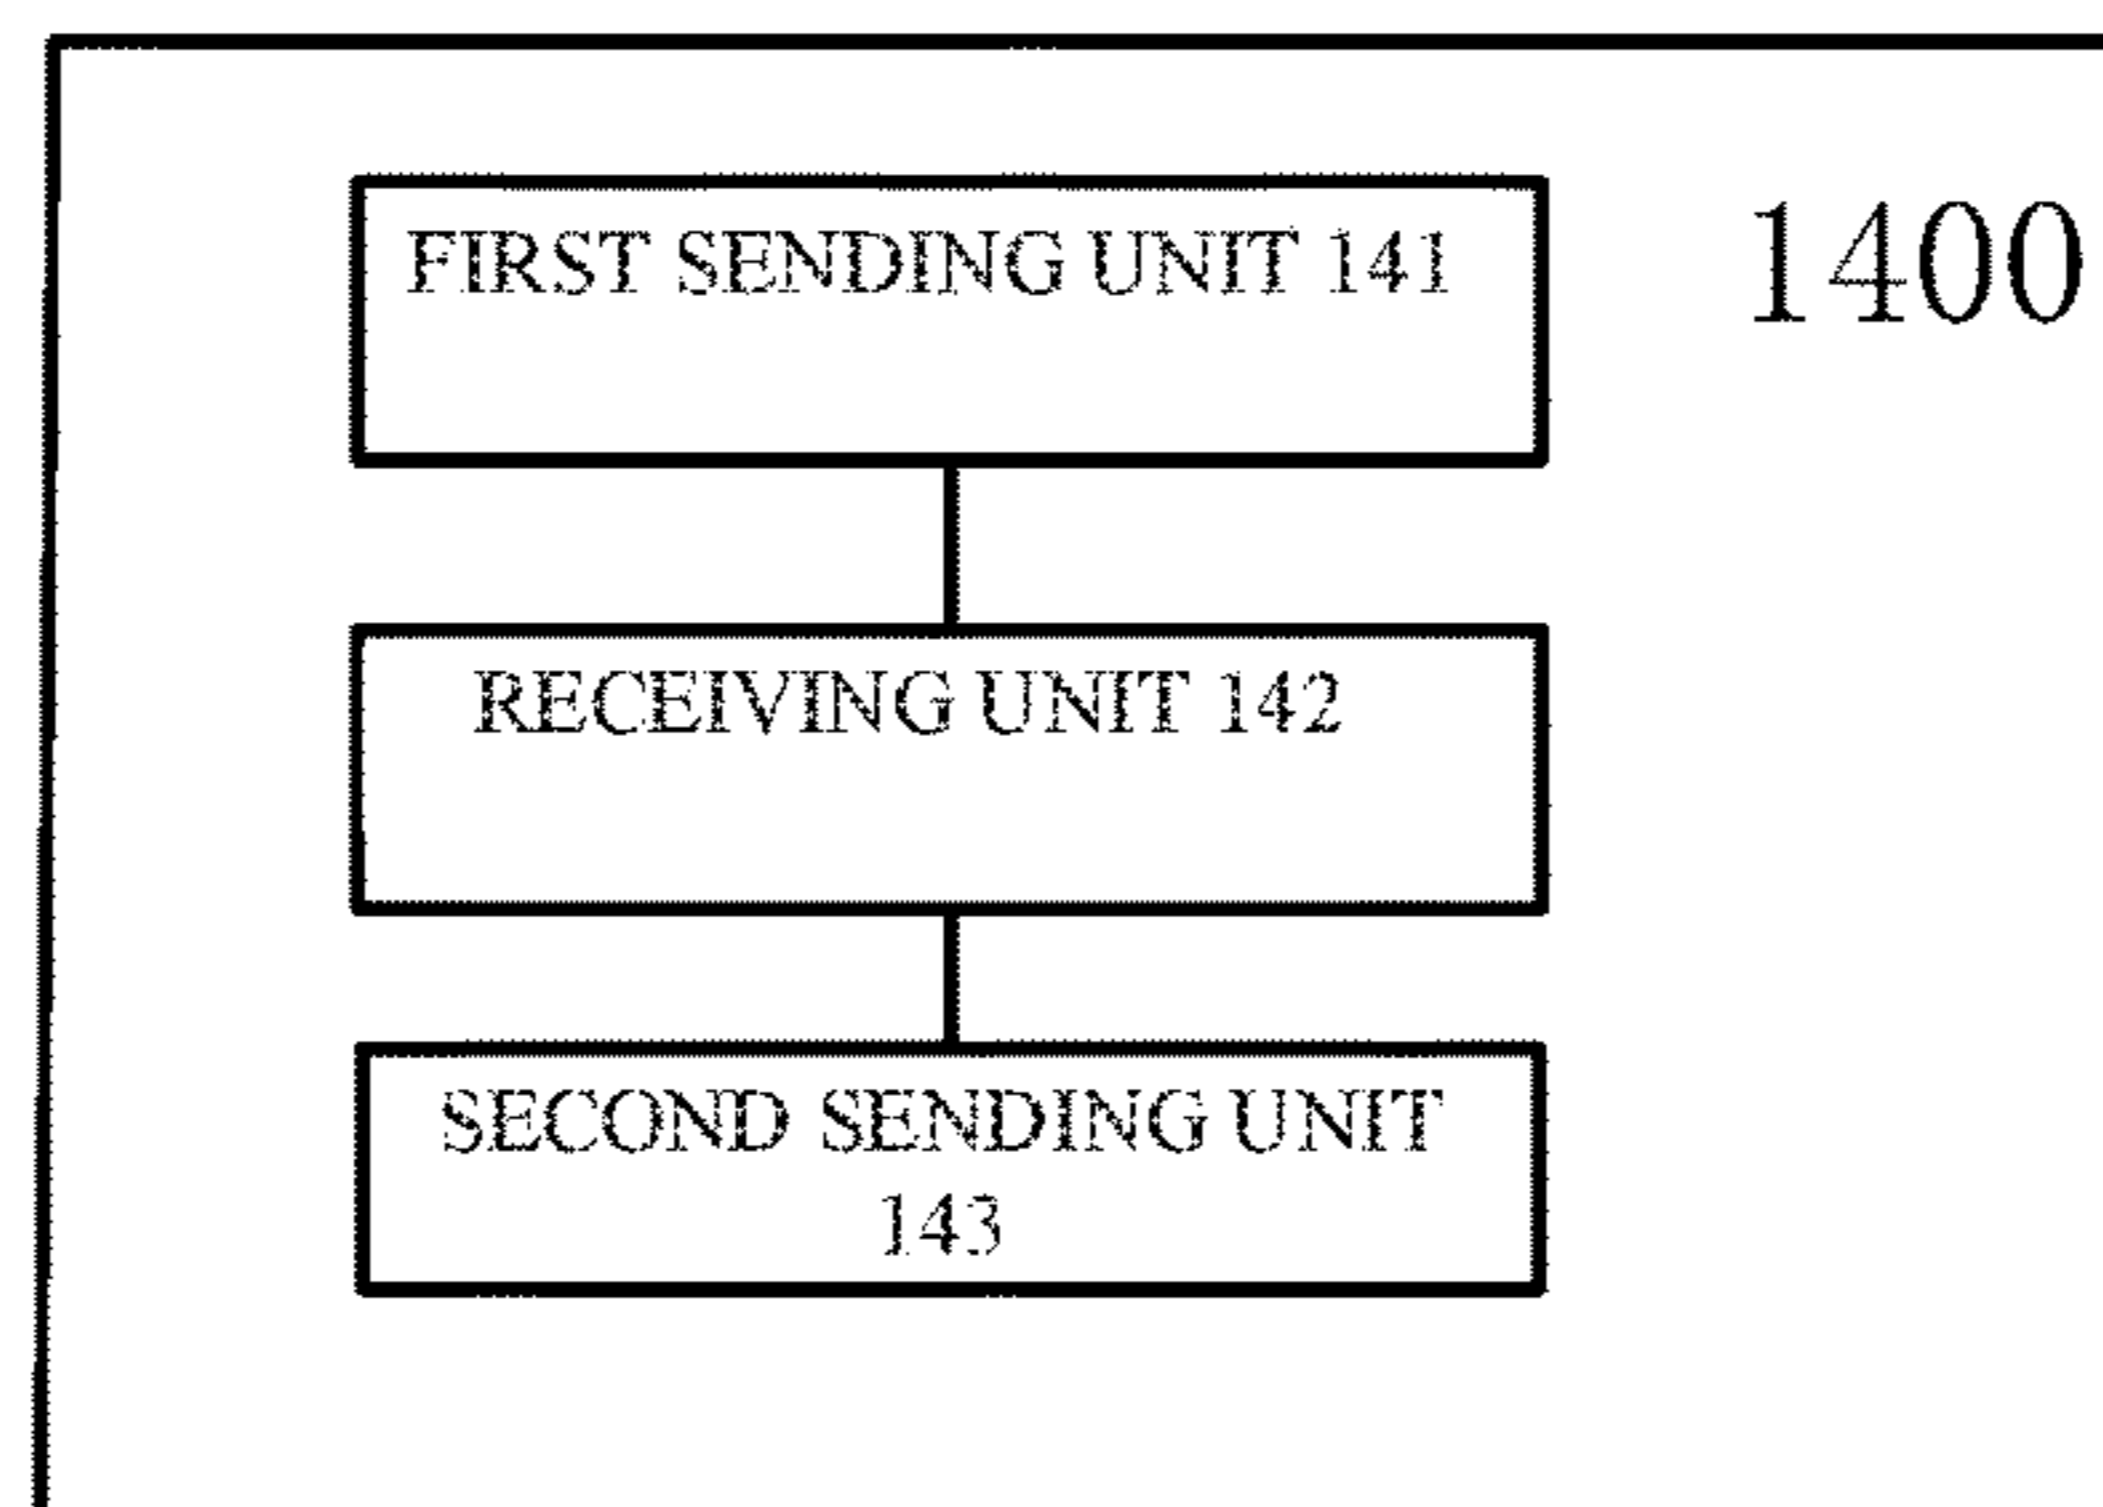 FIRST SENDING UNIT 141
1400
RECEIVING UNIT 142
SECOND SENDING UNIT
143